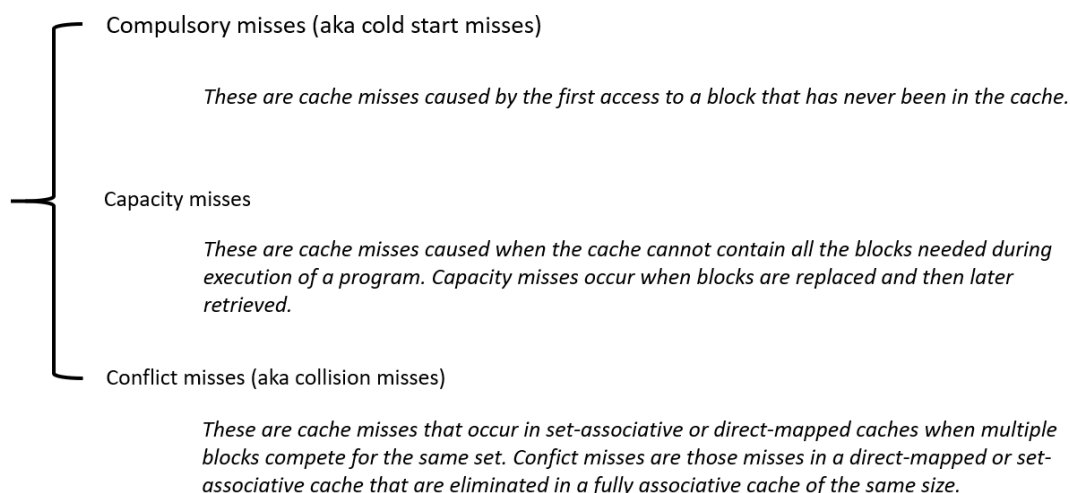 Compulsory misses (aka cold start misses)
These are cache misses caused by the first access to a block that has never been in the cache.
Capacity misses
These are cache misses caused when the cache cannot contain all the blocks needed during
execution of a program. Capacity misses occur when blocks are replaced and then later
retrieved.
Conflict misses (aka collision misses)
These are cache misses that occur in set-associative or direct-mapped caches when multiple
blocks compete for the same set. Confict misses are those misses in a direct-mapped or set-
associative cache that are eliminated in a fully associative cache of the same size.